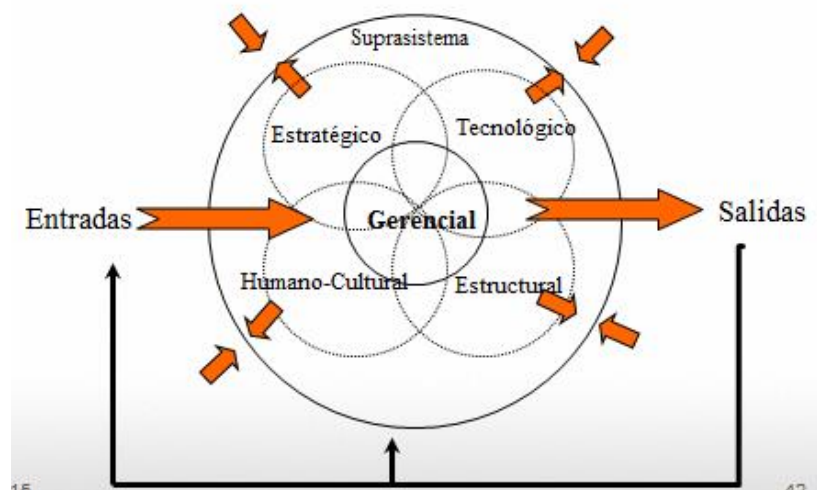 Suprasistema
Estratégico
Tecnológico
Entradas
Gerencial
Salidas
Humano-Cultural
Estructural